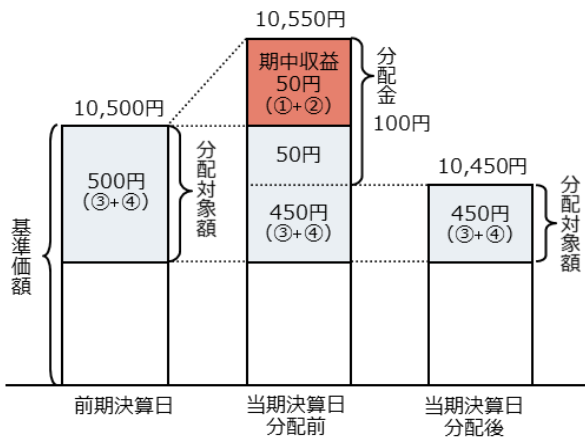 10,550円
期中収益
50円
(①+②)
分配金
100円
10,500円
50円
10,450円
500円
(③+④)
分配対象額
450円
(③+④)
450円
(③+④)
分配対象額
基準価額
前期決算日
当期決算日
分配前
当期決算日
分配後